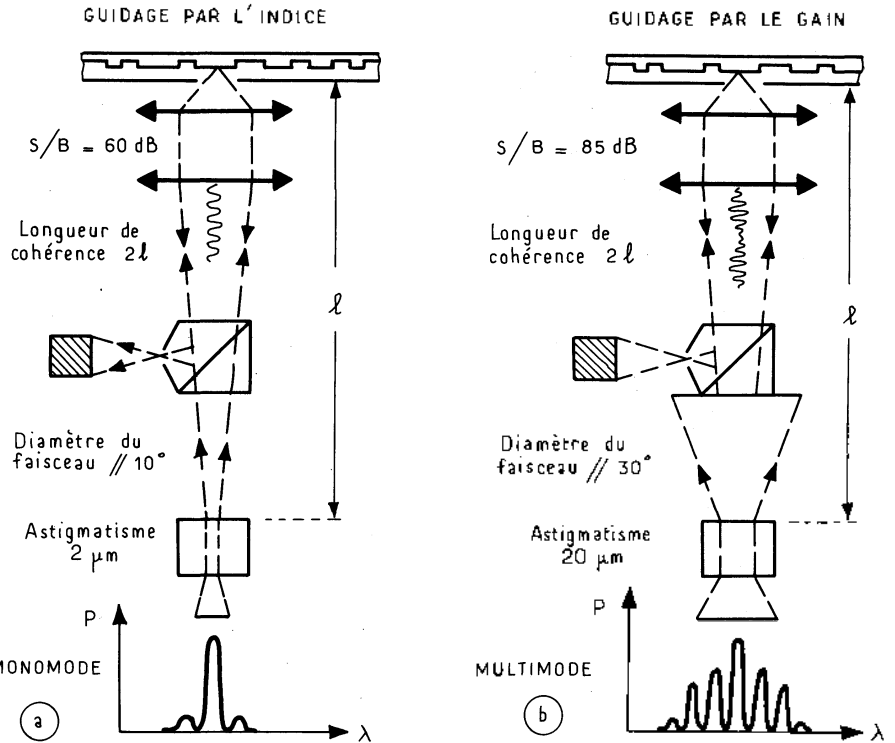 GUIDAGE PAR L'INDICE
S/B = 60 dB
Longueur de
cohérence 2l
l
Diamètre du
faisceau // 10°
Astigmatisme
2 µm
P
MONOMODE
λ
a
GUIDAGE PAR LE GAIN
S/B = 85 dB
Longueur de
cohérence 2l
l
Diamètre du
faisceau // 30°
Astigmatisme
20 µm
P
MULTIMODE
λ
b